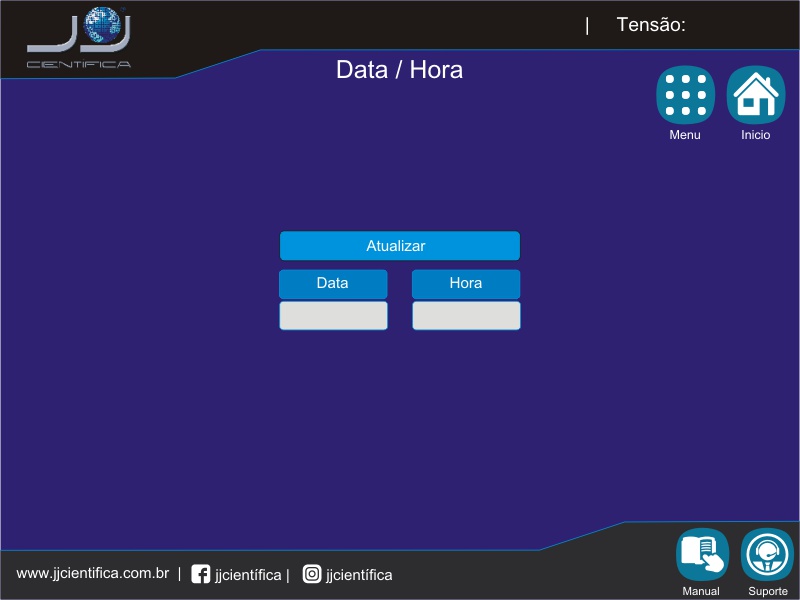 JJ
CIENTIFICA
| Tensão:
Data / Hora
Menu
Inicio
Atualizar
Data
Hora
www.jjcientifica.com.br | jjcientífica | jjcientífica
Manual
Suporte